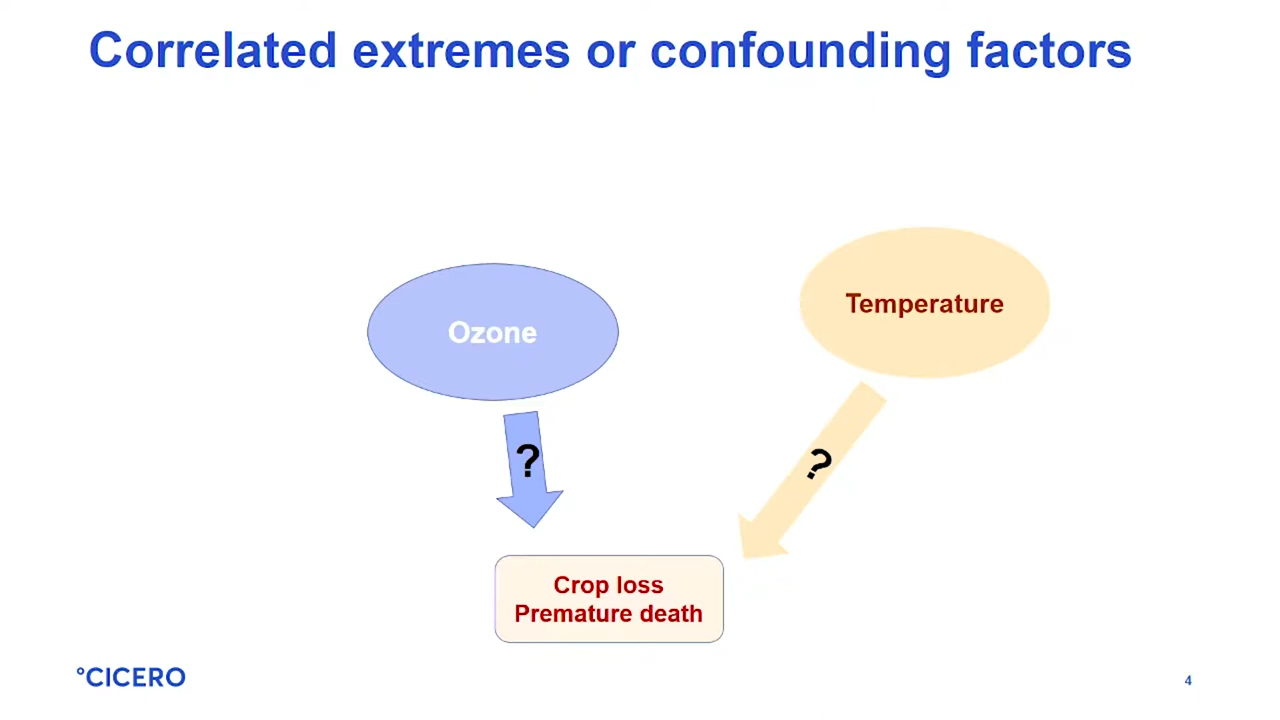 Correlated extremes or confounding factors
Ozone
Temperature
?
?
Crop loss
Premature death
°CICERO
4